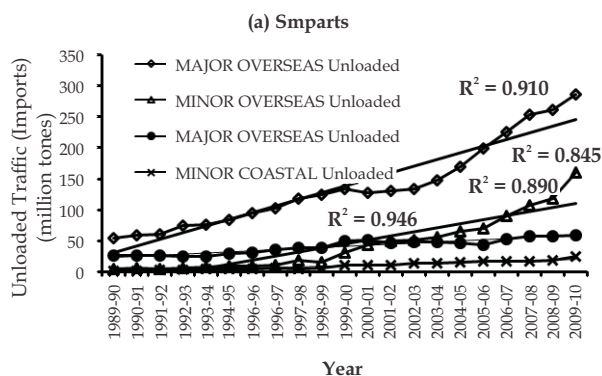 (a) Smparts
Unloaded Traffic (Imports)
(million tones)
350
300
250
200
150
100
50
0
MAJOR OVERSEAS Unloaded
MINOR OVERSEAS Unloaded
MAJOR OVERSEAS Unloaded
MINOR COASTAL Unloaded
R² = 0.910
R² = 0.845
R² = 0.890
R² = 0.946
1989-90
1990-91
1991-92
1992-93
1993-94
1994-95
1995-96
1996-97
1997-98
1998-99
1999-00
2000-01
2001-02
2002-03
2003-04
2004-05
2005-06
2006-07
2007-08
2008-09
2009-10
Year